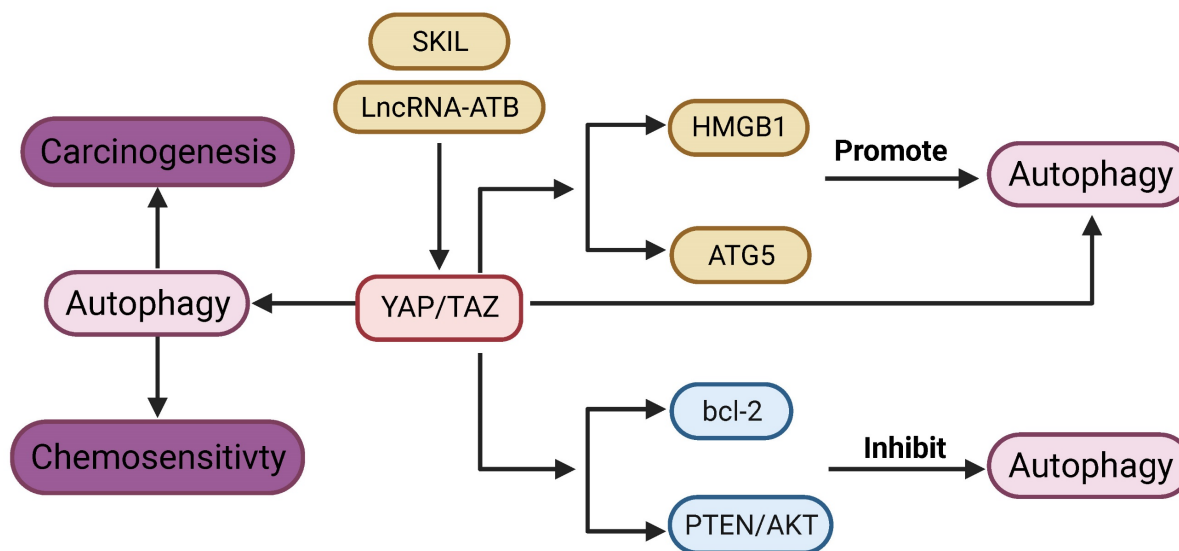 SKIL
LncRNA-ATB
Carcinogenesis
HMGB1
Promote
Autophagy
ATG5
Autophagy
YAP/TAZ
bcl-2
Chemosensitivty
Inhibit
Autophagy
PTEN/AKT